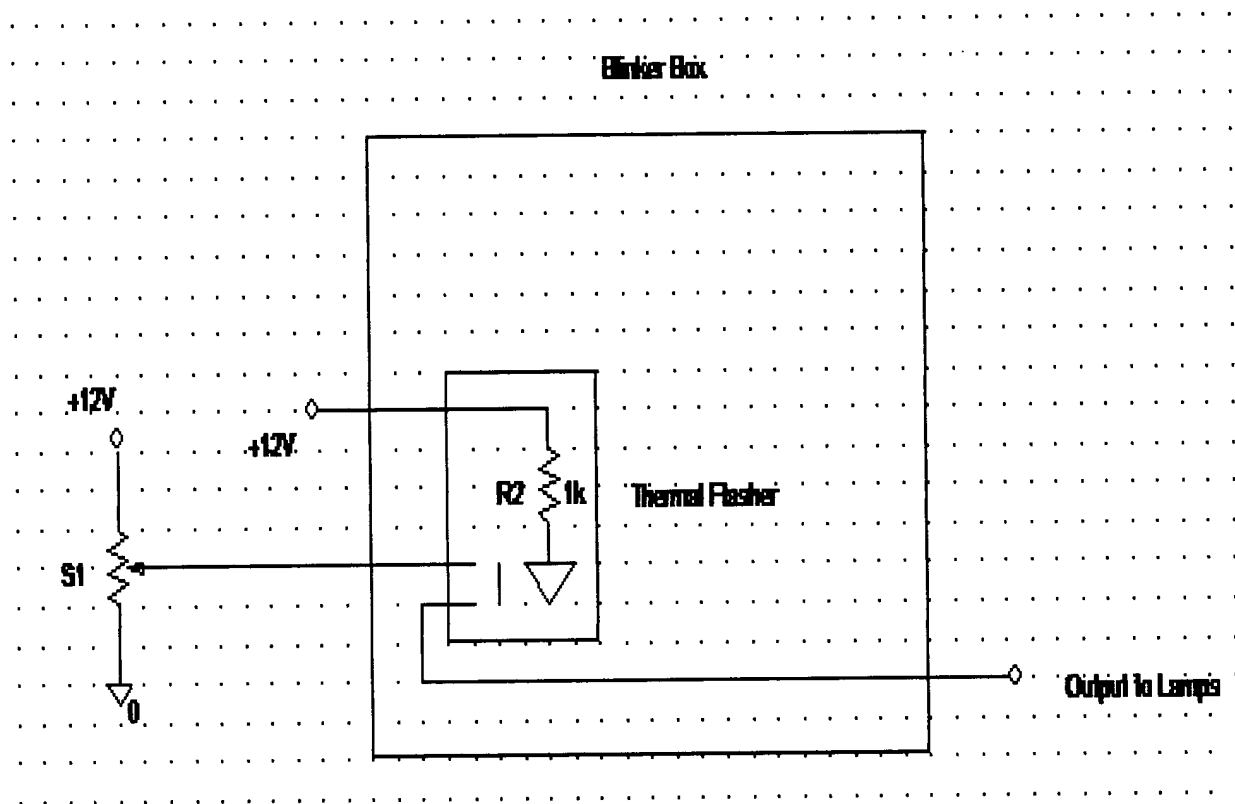 Blinker Box
+12V
+12V
R2
1k
Thermal Flasher
S1
Output To Lamps
0